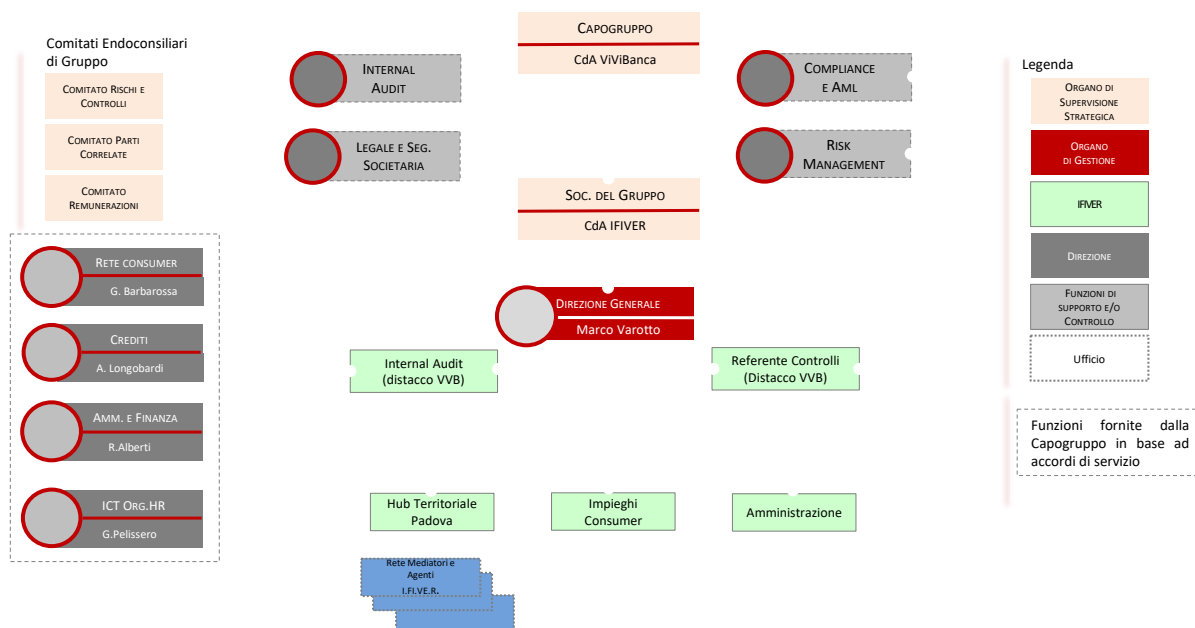 Comitati Endoconsiliari
di Gruppo
COMITATO RISCHI E
CONTROLLI
COMITATO PARTI
CORRELATE
COMITATO
REMUNERAZIONI
RETE CONSUMER
G. Barbarossa
CREDITI
A. Longobardi
AMM. E FINANZA
R.Alberti
ICT ORG.HR
G.Pelissero
INTERNAL
AUDIT
LEGALE E SEG.
SOCIETARIA
CAPOGRUPPO
CDA VIVIBANCA
COMPLIANCE
E AML
RISK
MANAGEMENT
SOC. DEL GRUPPO
CdA IFIVER
DIREZIONE GENERALE
Marco Varotto
Internal Audit
(distacco VVB)
Referente Controlli
(Distacco VVB)
Hub Territoriale
Padova
Impieghi
Consumer
Amministrazione
Rete Mediatori e
Agenti
I.FI.VE.R.
Legenda
ORGANO DI
SUPERVISIONE
STRATEGICA
ORGANO
DI GESTIONE
IFIVER
DIREZIONE
FUNZIONI DI
SUPPORTO E/O
CONTROLLO
Ufficio
Funzioni fornite dalla
Capogruppo in base ad
accordi di servizio